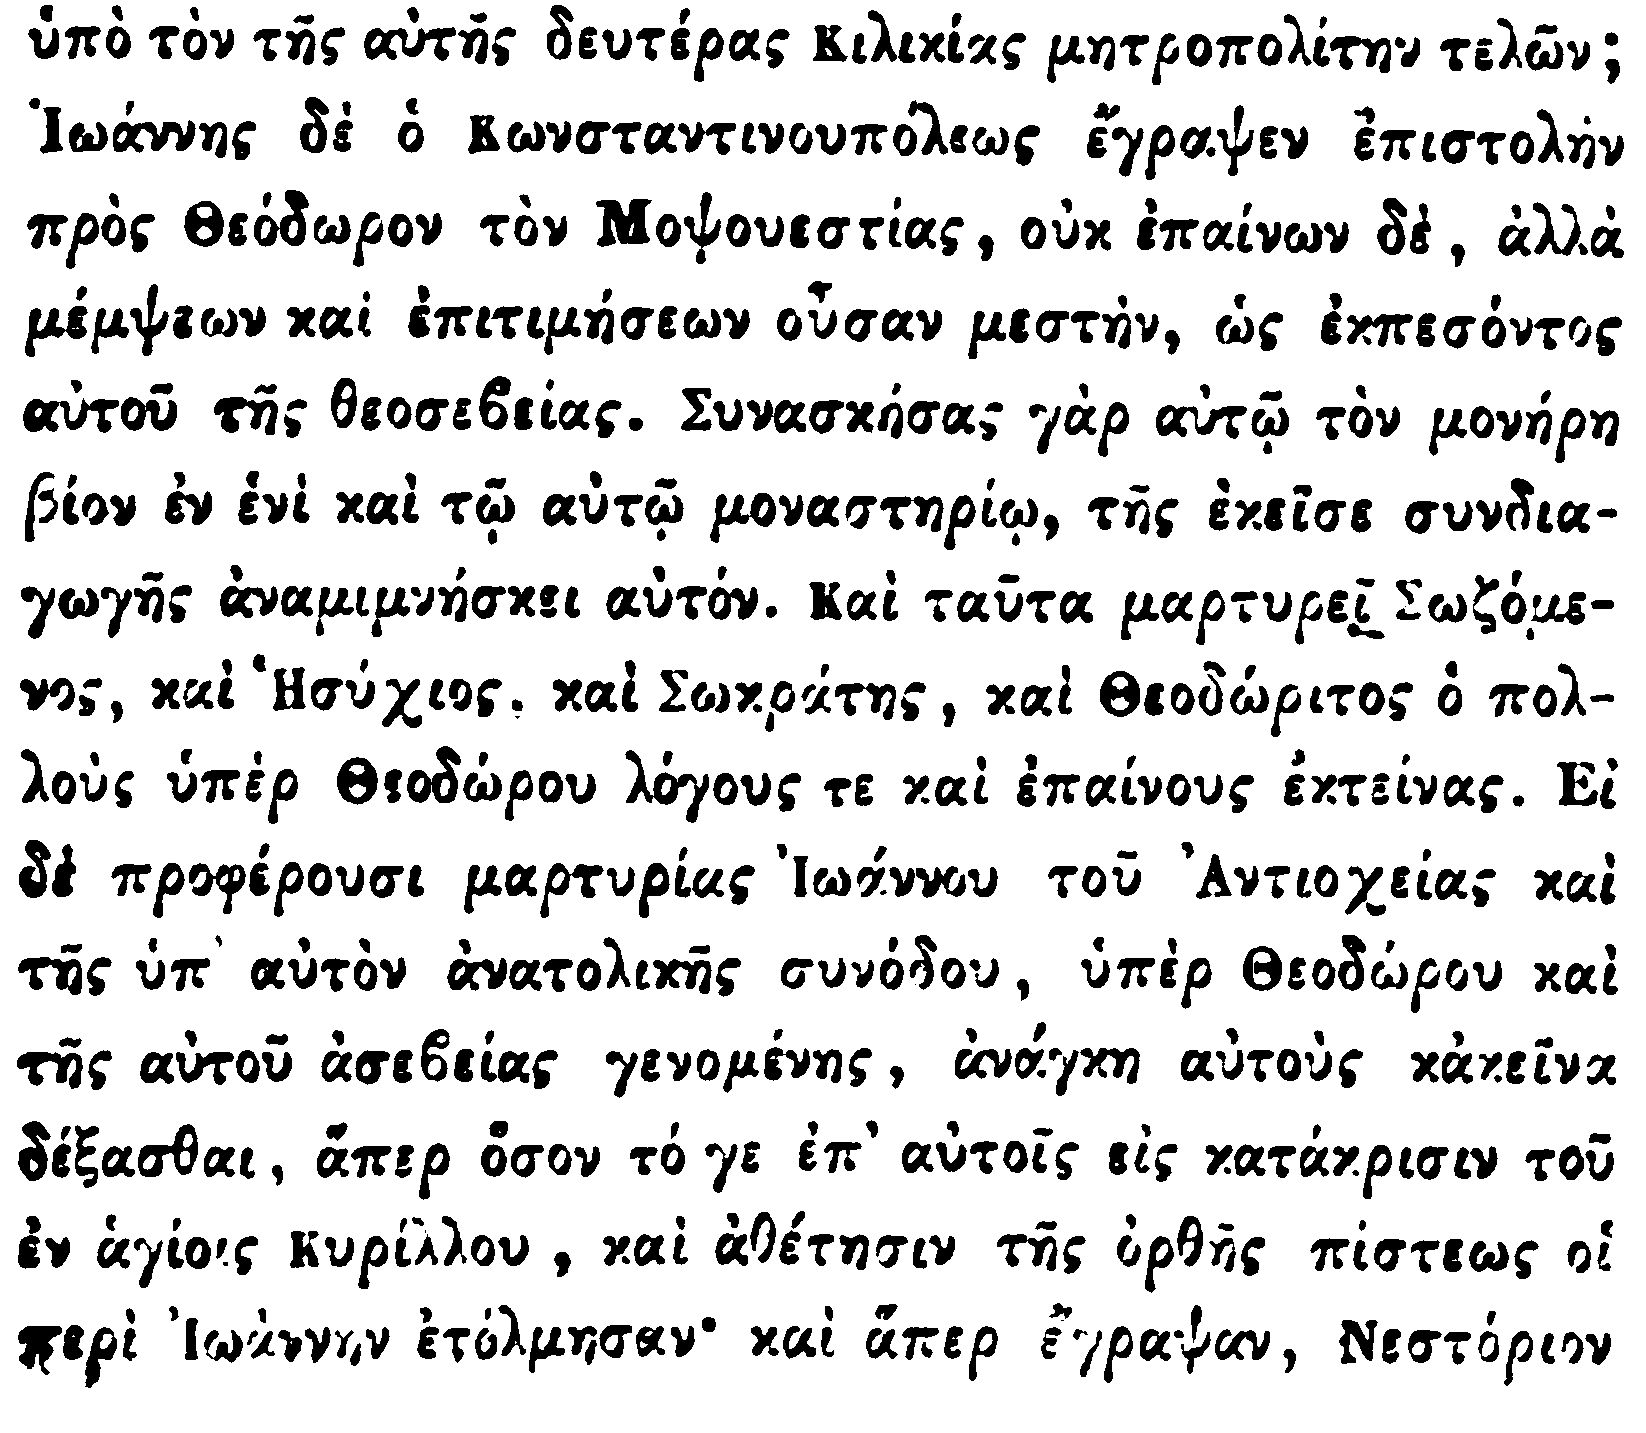 ὑπὸ τὸν τῆς αὐτῆς δευτέρας Κιλικίας μητροπολίτην τελῶν;
Ἰωάννης δὲ ὁ Κωνσταντινουπόλεως ἔγραψεν ἐπιστολὴν
πρὸς Θεόδωρον τὸν Μοψουεστίας, οὐκ ἐπαίνων δὲ, ἀλλὰ
μέμψεων καὶ ἐπιτιμήσεων οὖσαν μεστὴν, ὡς ἐκπεσόντος
αὐτοῦ τῆς θεοσεβείας. Συνασκήσας γὰρ αὐτῷ τὸν μονήρη
βίον ἐν ἑνὶ καὶ τῷ αὐτῷ μοναστηρίῳ, τῆς ἐκεῖσε συνδια-
γωγῆς ἀναμιμνήσκει αὐτόν. Καὶ ταῦτα μαρτυρεῖ Σωζόμε-
νος, καὶ Ἡσύχιος, καὶ Σωκράτης, καὶ Θεοδώριτος ὁ πολ-
λοὺς ὑπὲρ Θεοδώρου λόγους τε καὶ ἐπαίνους ἐκτείνας. Εἰ
δὲ προφέρουσι μαρτυρίας Ἰωάννου τοῦ Ἀντιοχείας καὶ
τῆς ὑπ' αὐτὸν ἀνατολικῆς συνόδου, ὑπὲρ Θεοδώρου καὶ
τῆς αὐτοῦ ἀσεβείας γενομένης, ἀνάγκη αὐτοὺς κἀκεῖνα
δέξασθαι, ἅπερ ὅσον τό γε ἐπ' αὐτοῖς εἰς κατάκρισιν τοῦ
ἐν ἁγίοις Κυρίλλου, καὶ ἀθέτησιν τῆς ὀρθῆς πίστεως οἱ
περὶ Ἰωάννην ἐτόλμησαν· καὶ ἅπερ ἔγραψαν, Νεστόριον